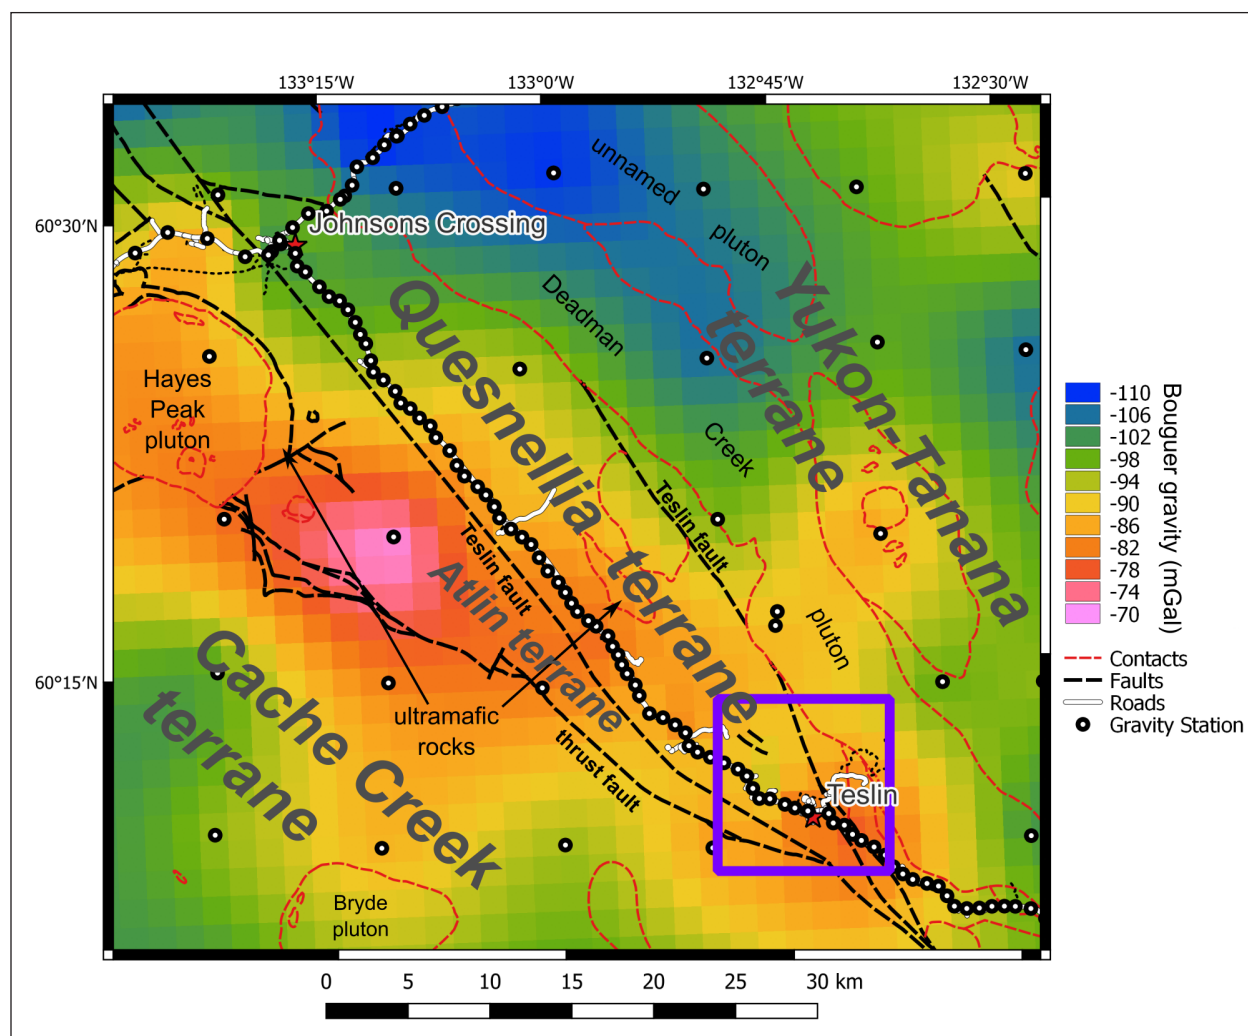 133°15'W 133°0'W 132°45'W 132°30'W
60°30'N
60°15'N
unnamed
pluton
Johnsons Crossing
Yukon-Tanana
terrane
Quesnellia terrane
Deadman
Creek
pluton
Hayes
Peak
pluton
Teslin fault
Teslin fault
Atlin terrane
Cache Creek
terrane
ultramafic
rocks
thrust fault
Teslin
Bryde
pluton
-110
-106
-102
-98
-94
-90
-86
-82
-78
-74
-70
Bouguer gravity (mGal)
Contacts
Faults
Roads
Gravity Station
0 5 10 15 20 25 30 km